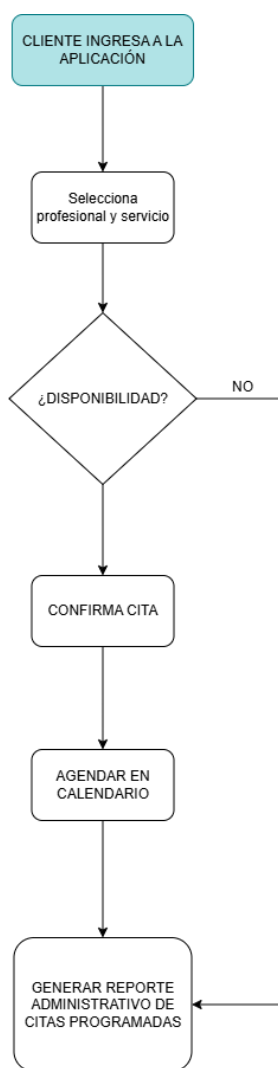 CLIENTE INGRESA A LA
APLICACIÓN
Selecciona
profesional y servicio
¿DISPONIBILIDAD?
NO
CONFIRMA CITA
AGENDAR EN
CALENDARIO
GENERAR REPORTE
ADMINISTRATIVO DE
CITAS PROGRAMADAS